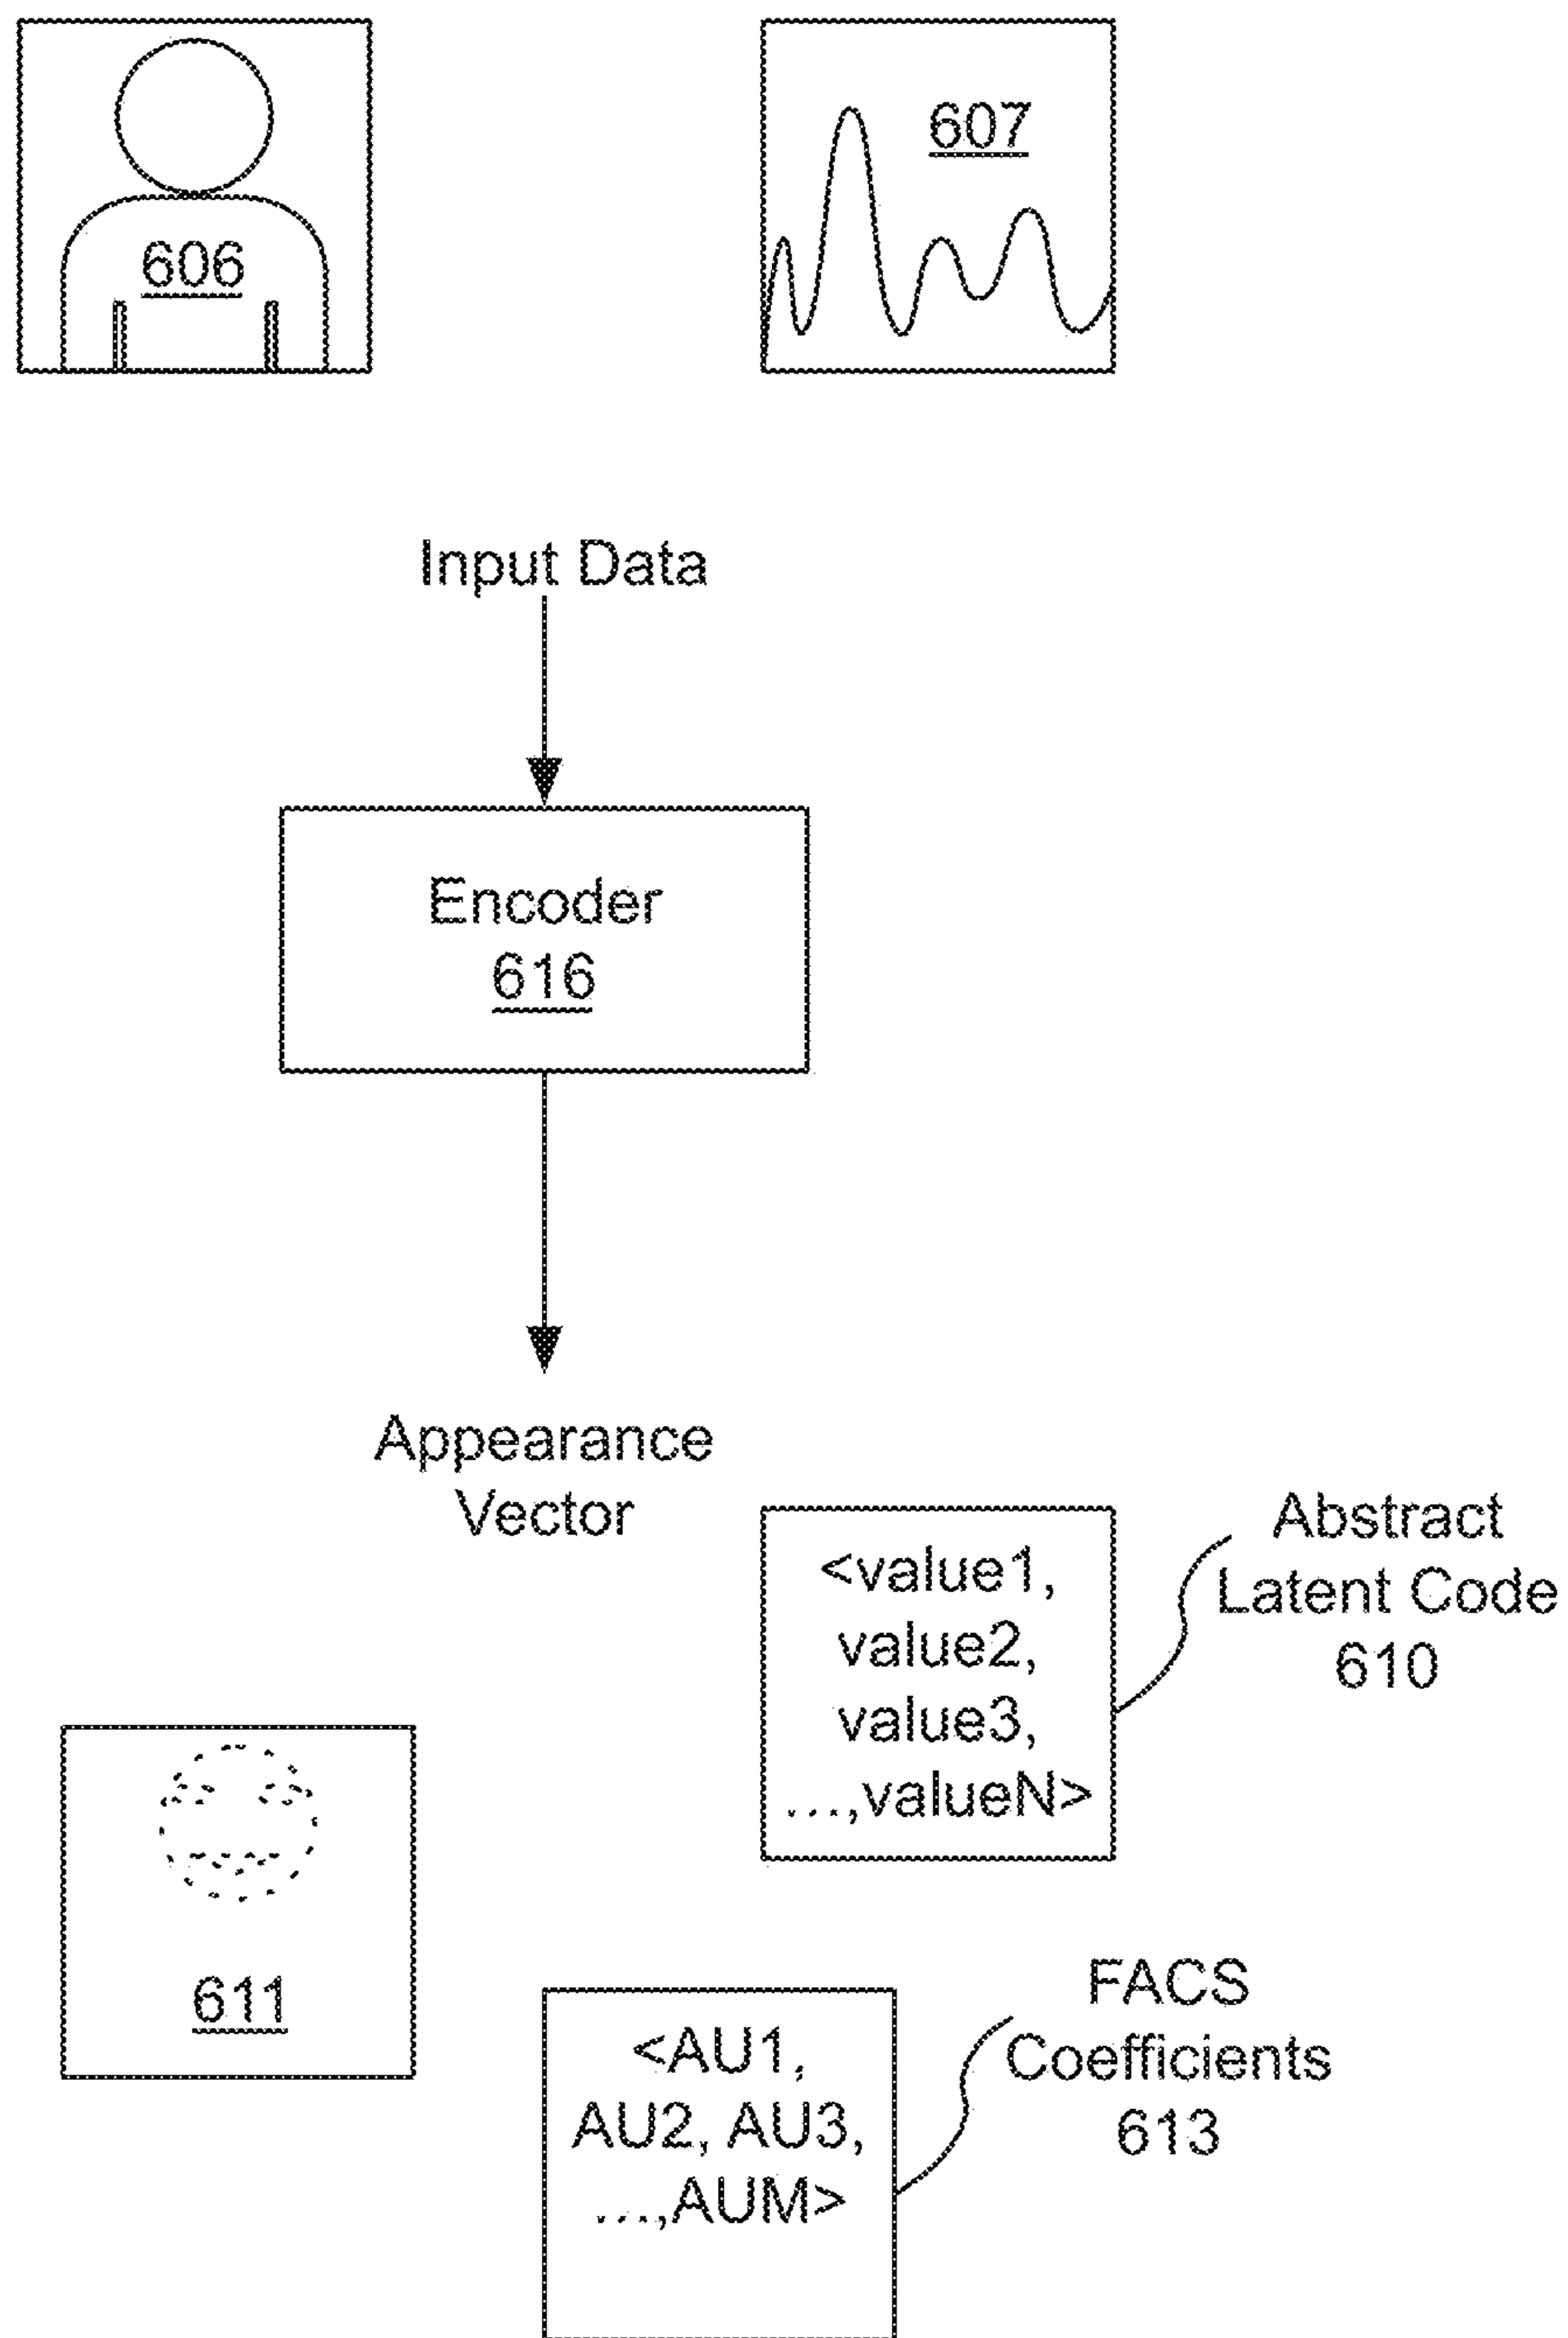 606
607
Input Data
Encoder
616
Appearance
Vector
<value1,
value2,
value3,
...,valueN>
Abstract
Latent Code
610
611
<AU1,
AU2, AU3,
...,AUM>
FACS
Coefficients
613